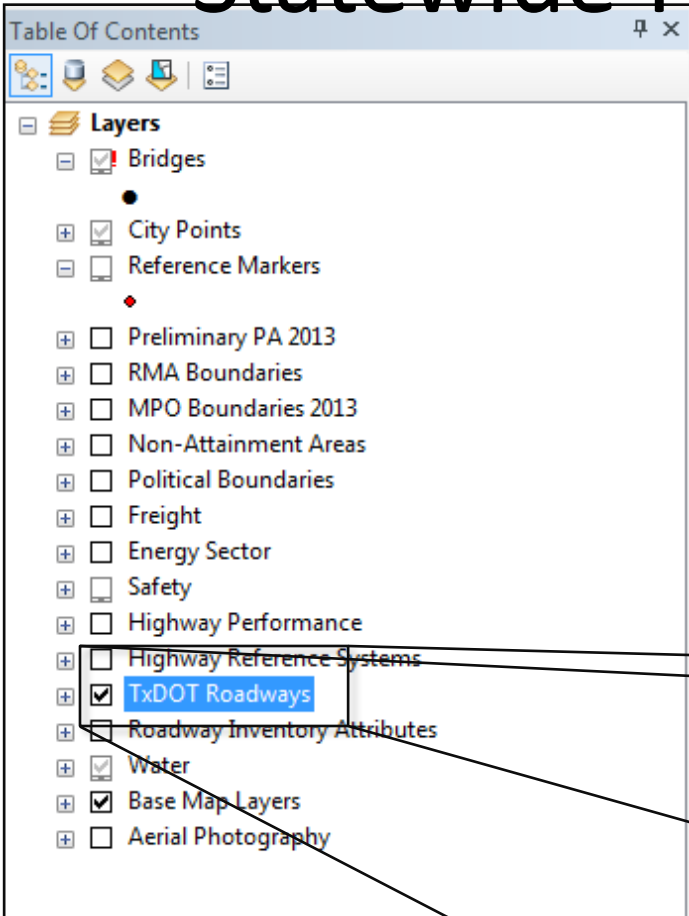 Statewide
Table Of Contents
Layers
Bridges
City Points
Reference Markers
Preliminary PA 2013
RMA Boundaries
MPO Boundaries 2013
Non-Attainment Areas
Political Boundaries
Freight
Energy Sector
Safety
Highway Performance
Highway Reference Systems
TxDOT Roadways
Roadway Inventory Attributes
Water
Base Map Layers
Aerial Photography